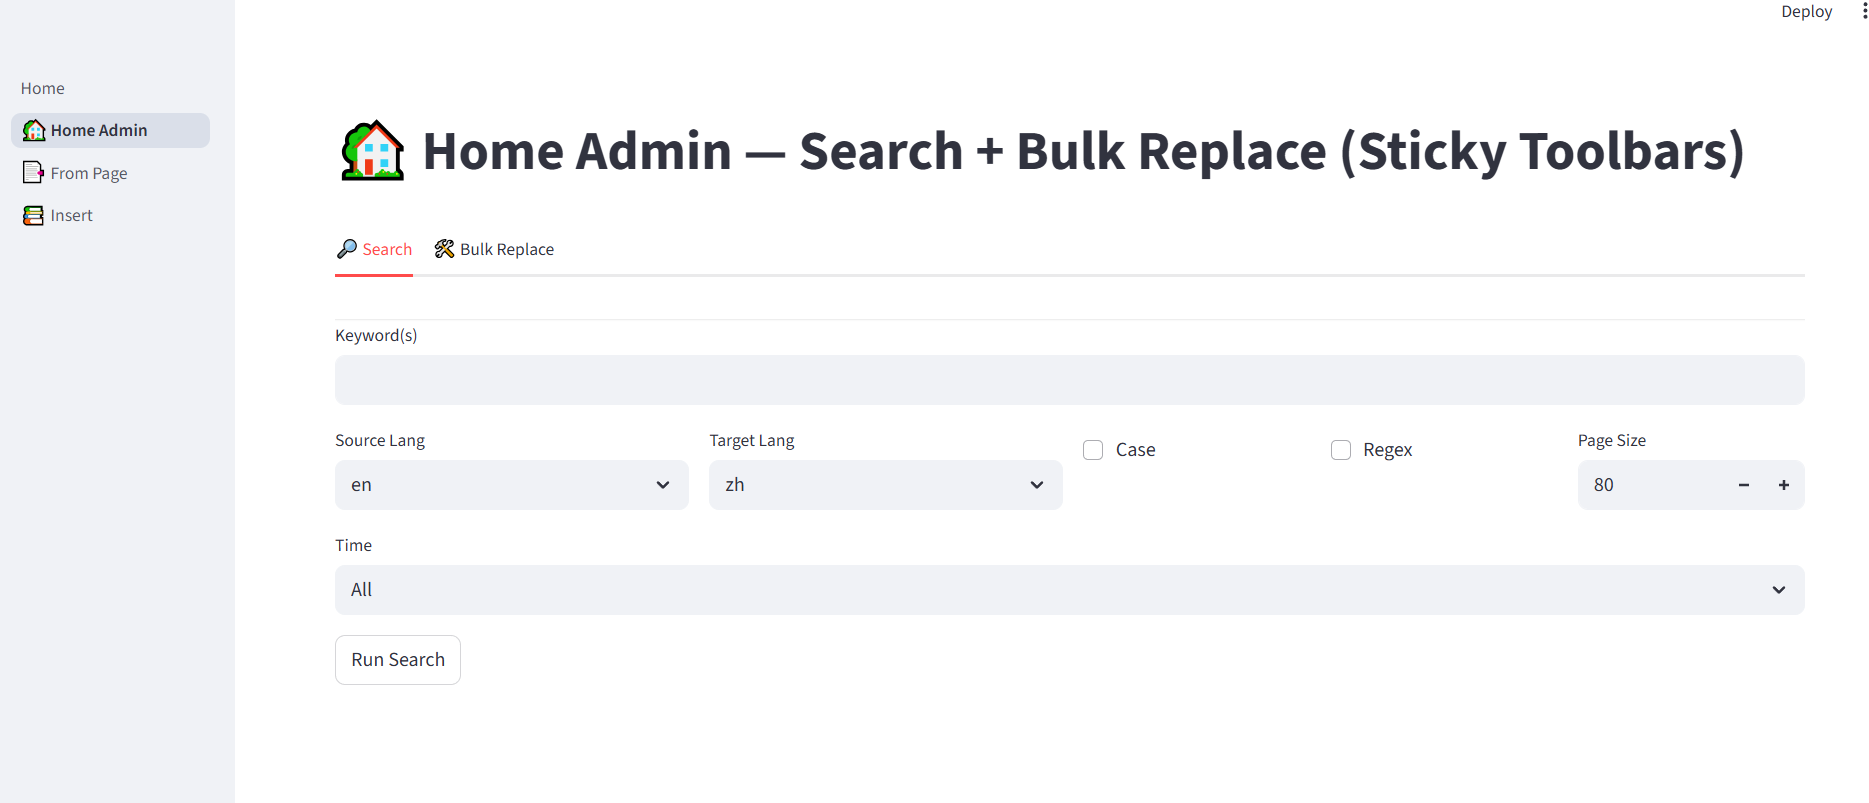 Deploy
Home
Home Admin
From Page
Insert
Home Admin — Search + Bulk Replace (Sticky Toolbars)
Search Bulk Replace
Keyword(s)
Source Lang Target Lang Case Regex Page Size
en zh 80
Time
All
Run Search